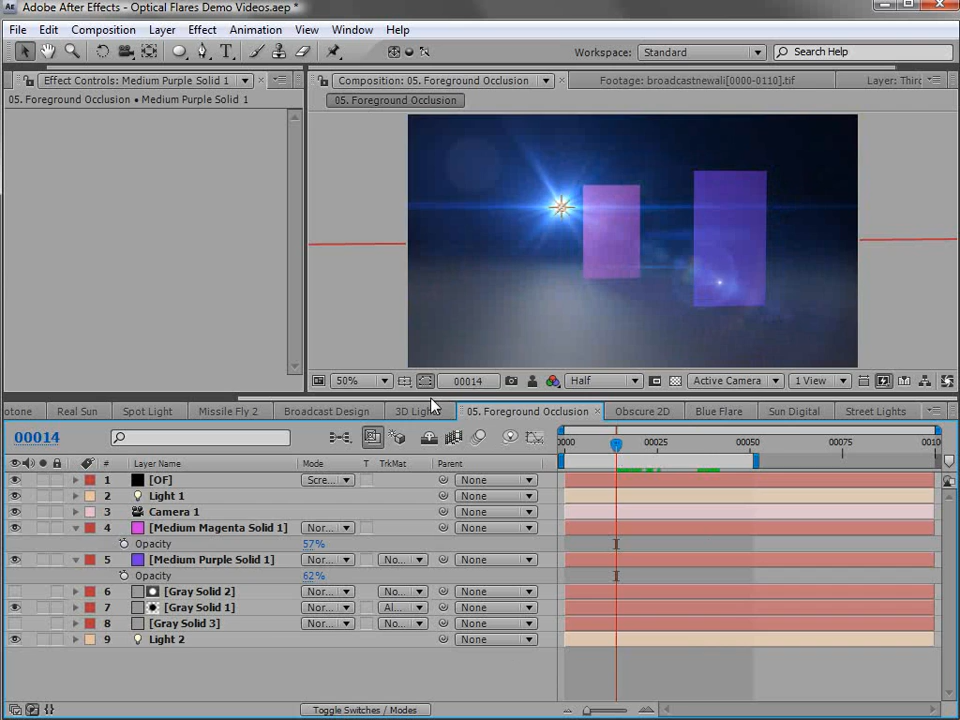 Adobe After Effects - Optical Flares Demo Videos.aep *
File Edit Composition Layer Effect Animation View Window Help
Workspace: Standard Search Help
Effect Controls: Medium Purple Solid 1 Composition: 05. Foreground Occlusion Footage: broadcastnewali[0000-0110].tif Layer: Third
05. Foreground Occlusion • Medium Purple Solid 1 05. Foreground Occlusion
50% 00014 Half Active Camera 1 View
otone Real Sun Spot Light Missile Fly 2 Broadcast Design 3D Ligh 05. Foreground Occlusion Obscure 2D Blue Flare Sun Digital Street Lights
00014 0000 00025 00050 00075 0010
# Layer Name Mode T TrkMat Parent
1 [OF] Scre... None
2 Light 1 None
3 Camera 1 None
4 [Medium Magenta Solid 1] Nor... None
Opacity 57%
5 [Medium Purple Solid 1] Nor... No... None
Opacity 62%
6 [Gray Solid 2] Nor... No... None
7 [Gray Solid 1] Nor... Al... None
8 [Gray Solid 3] Nor... No... None
9 Light 2 None
Toggle Switches / Modes